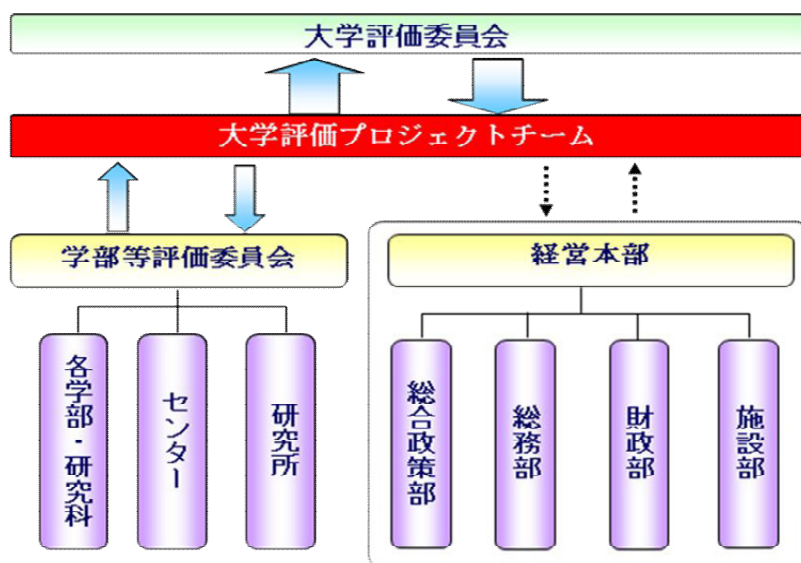 大学評価委員会
大学評価プロジェクトチーム
学部等評価委員会
経営本部
各学部・研究科
センター
研究所
総合政策部
総務部
財政部
施設部